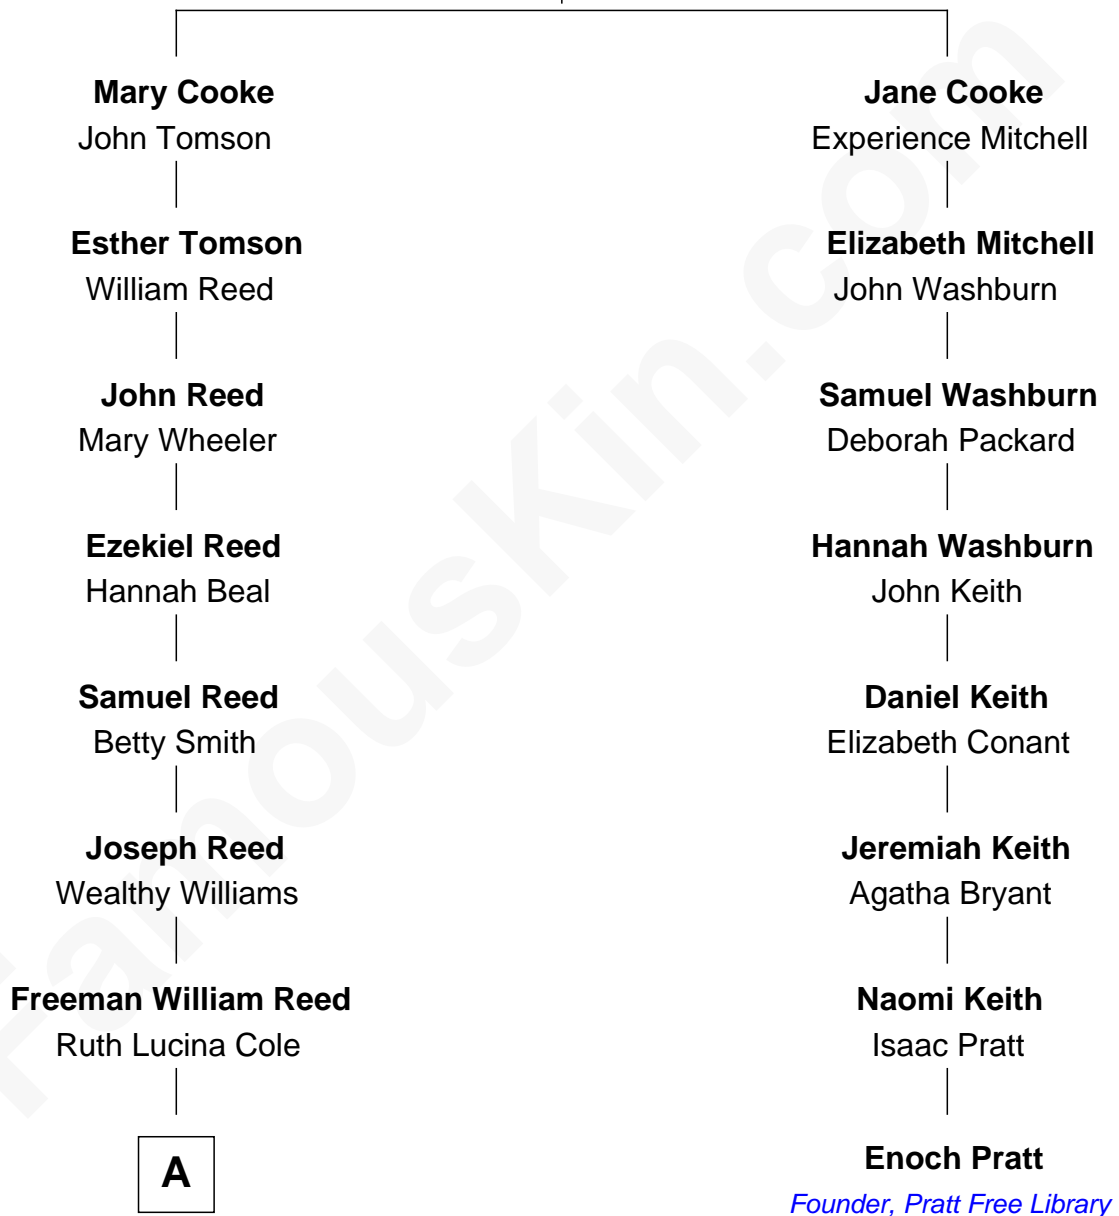 Mary Cooke
John Tomson
Esther Tomson
William Reed
John Reed
Mary Wheeler
Ezekiel Reed
Hannah Beal
Samuel Reed
Betty Smith
Joseph Reed
Wealthy Williams
Freeman William Reed
Ruth Lucina Cole
A
Jane Cooke
Experience Mitchell
Elizabeth Mitchell
John Washburn
Samuel Washburn
Deborah Packard
Hannah Washburn
John Keith
Daniel Keith
Elizabeth Conant
Jeremiah Keith
Agatha Bryant
Naomi Keith
Isaac Pratt
Enoch Pratt
Founder, Pratt Free Library
FamousKin.com